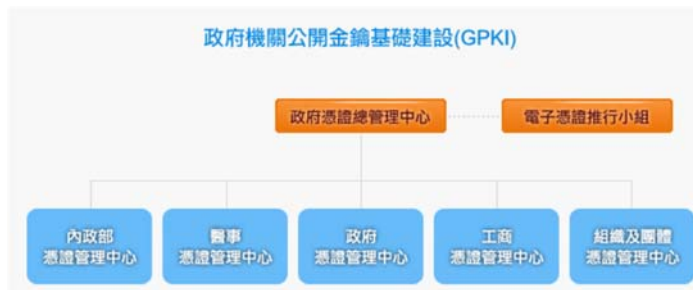 政府機關公開金鑰基礎建設(GPKI)
政府憑證總管理中心
電子憑證推行小組
內政部
憑證管理中心
醫事
憑證管理中心
政府
憑證管理中心
工商
憑證管理中心
組織及團體
憑證管理中心